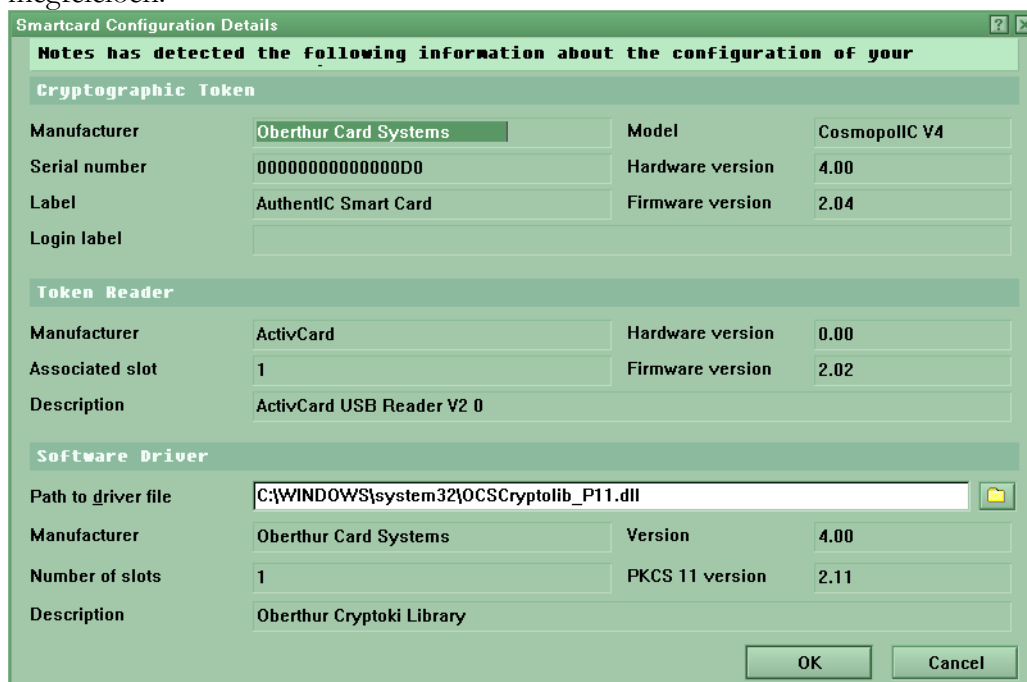 megfelelően.
Smartcard Configuration Details
Notes has detected the following information about the configuration of your
Cryptographic Token
Manufacturer Oberthur Card Systems Model CosmopolIC V4
Serial number 00000000000000D0 Hardware version 4.00
Label AuthentIC Smart Card Firmware version 2.04
Login label
Token Reader
Manufacturer ActivCard Hardware version 0.00
Associated slot 1 Firmware version 2.02
Description ActivCard USB Reader V2 0
Software Driver
Path to driver file C:\WINDOWS\system32\OCSCryptolib_P11.dll
Manufacturer Oberthur Card Systems Version 4.00
Number of slots 1 PKCS 11 version 2.11
Description Oberthur Cryptoki Library
OK Cancel